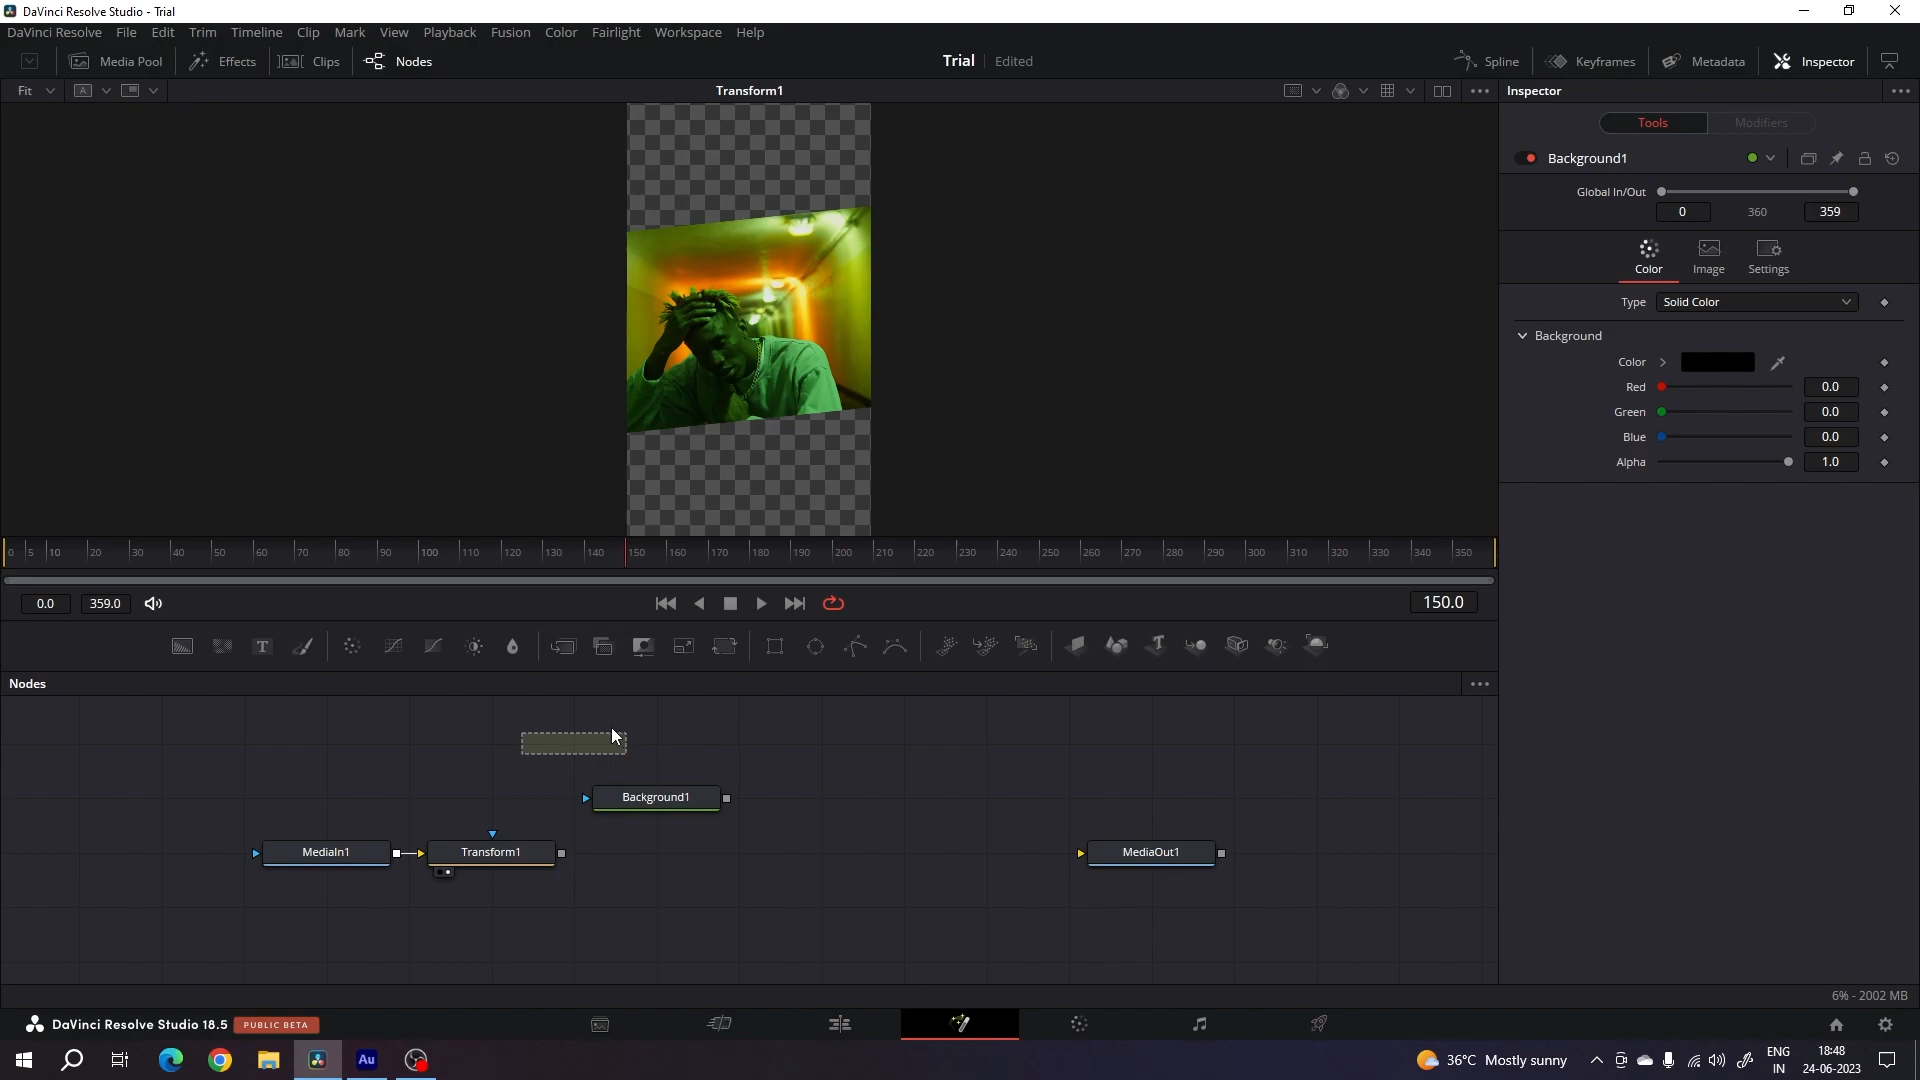 DaVinci Resolve Studio - Trial
DaVinci Resolve File Edit Trim Timeline Clip Mark View Playback Fusion Color Fairlight Workspace Help
Media Pool Effects Clips Nodes Trial Edited Spline Keyframes Metadata Inspector
Fit A Transform1 Inspector
Tools Modifiers
Background1
Global In/Out
0 360 359
Color Image Settings
Type Solid Color
Background
Color
Red 0.0
Green 0.0
Blue 0.0
Alpha 1.0
0 5 10 20 30 40 50 60 70 80 90 100 110 120 130 140 150 160 170 180 190 200 210 220 230 240 250 260 270 280 290 300 310 320 330 340 350
0.0 359.0 150.0
T T
Nodes
Background1
MediaIn1 Transform1 MediaOut1
6% - 2002 MB
DaVinci Resolve Studio 18.5 PUBLIC BETA
Au 36°C Mostly sunny ENG 18:48
IN 24-06-2023